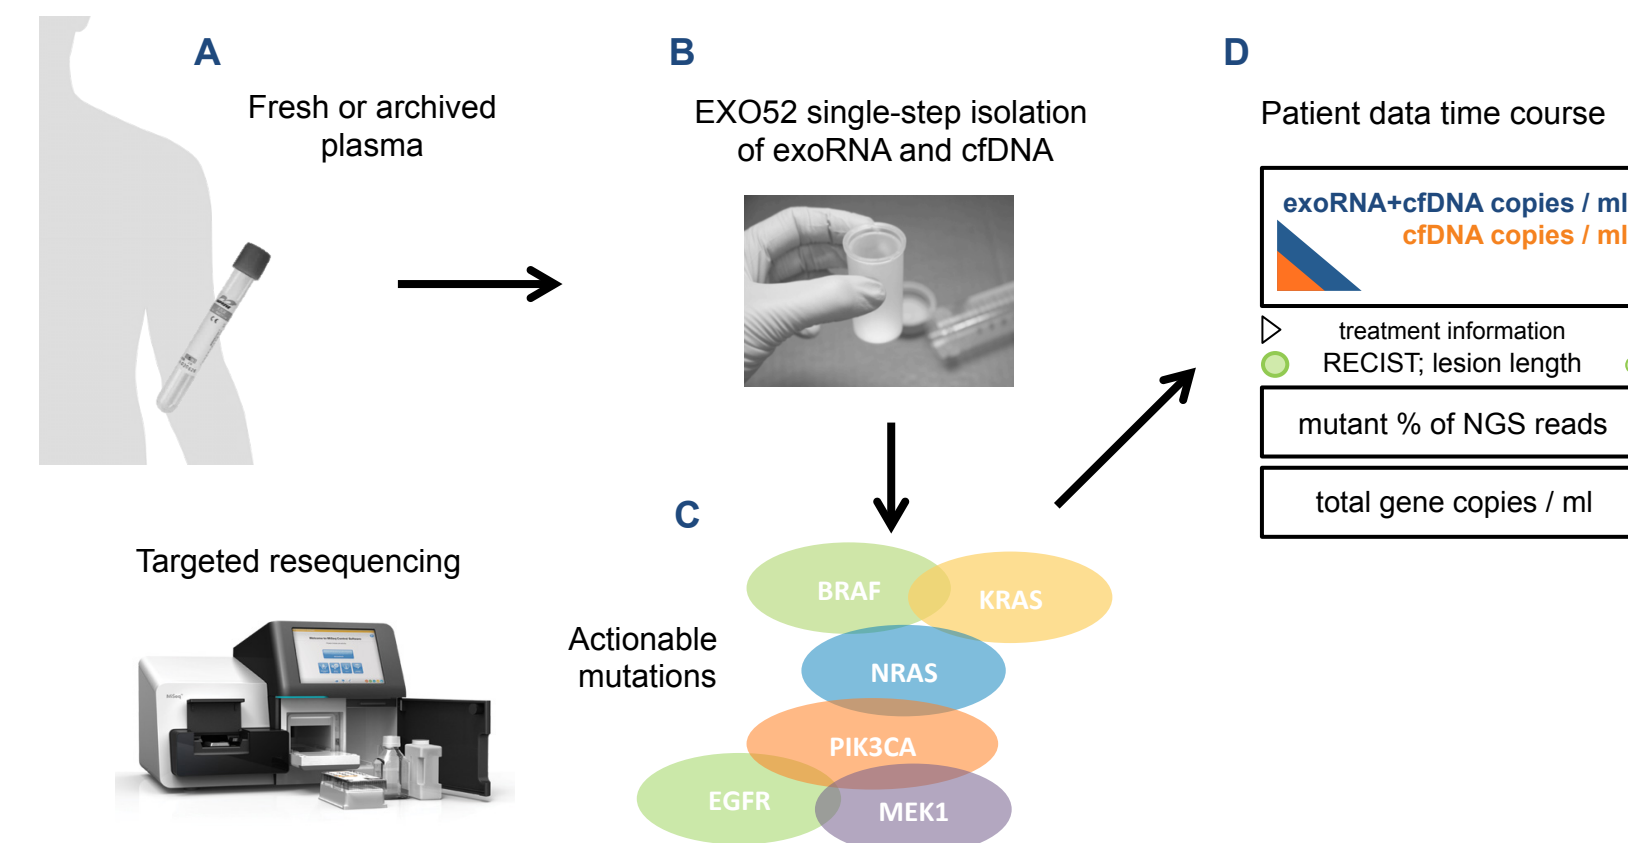 A
Fresh or archived
plasma
B
EXO52 single-step isolation
of exoRNA and cfDNA
D
Patient data time course
exoRNA+cfDNA copies / ml
cfDNA copies / ml
treatment information
RECIST; lesion length
mutant % of NGS reads
total gene copies / ml
C
Targeted resequencing
Actionable
mutations
BRAF
KRAS
NRAS
PIK3CA
EGFR
MEK1
MiSeq